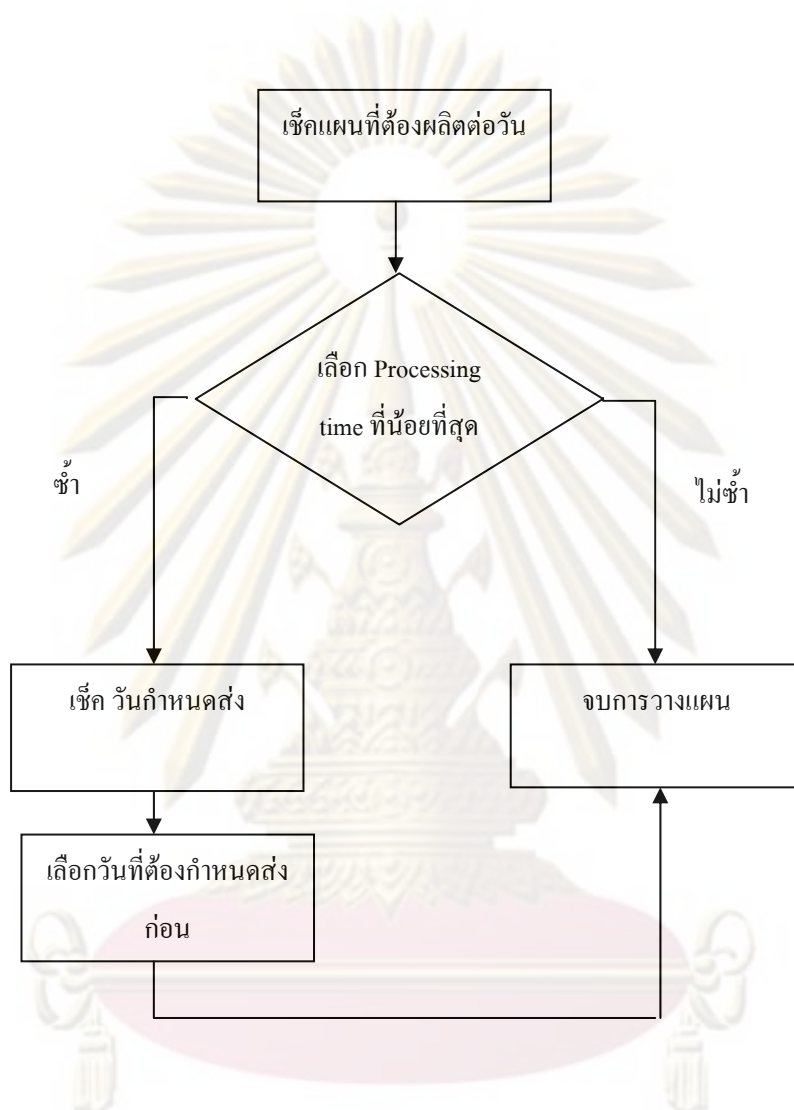 เช็คแผนที่ต้องผลิตต่อวัน
เลือก Processing
time ที่น้อยที่สุด
ซ้ำ
ไม่ซ้ำ
เช็ค วันกำหนดส่ง
จบการวางแผน
เลือกวันที่ต้องกำหนดส่ง
ก่อน